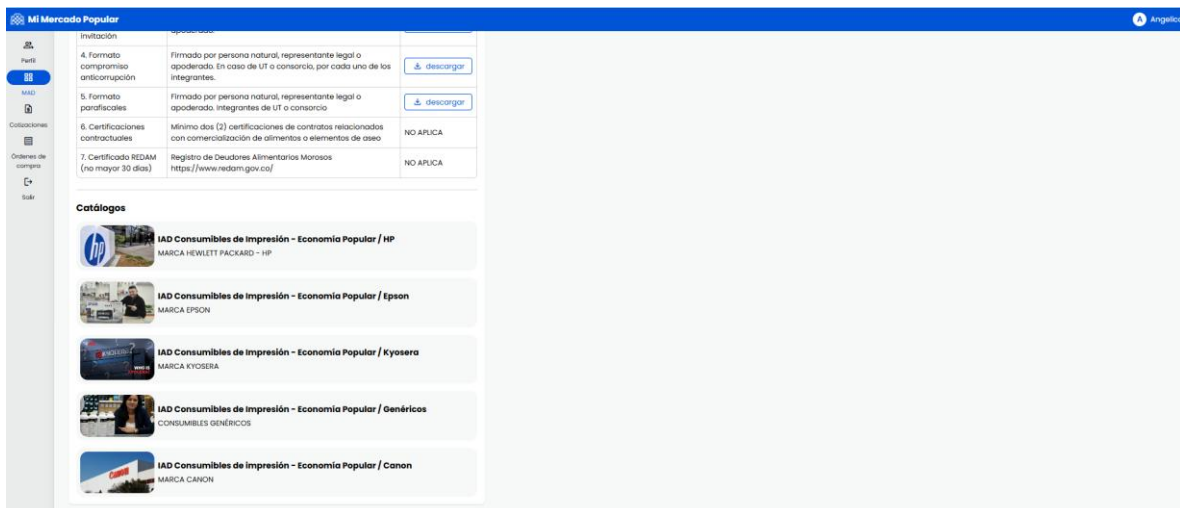 Mi Mercado Popular
A Angelica
Perfil
MAD
Cotizaciones
Órdenes de
compra
Salir
invitación
apoderado.
4. Formato
compromiso
anticorrupción
Firmado por persona natural, representante legal o
apoderado. En caso de UT o consorcio, por cada uno de los
integrantes.
descargar
5. Formato
parafiscales
Firmado por persona natural, representante legal o
apoderado. Integrantes de UT o consorcio
descargar
6. Certificaciones
contractuales
Mínimo dos (2) certificaciones de contratos relacionados
con comercialización de alimentos o elementos de aseo
NO APLICA
7. Certificado REDAM
(no mayor 30 días)
Registro de Deudores Alimentarios Morosos
https://www.redam.gov.co/
NO APLICA
Catálogos
hp
IAD Consumibles de Impresión - Economía Popular / HP
MARCA HEWLETT PACKARD - HP
IAD Consumibles de Impresión - Economía Popular / Epson
MARCA EPSON
IAD Consumibles de Impresión - Economía Popular / Kyosera
MARCA KYOSERA
IAD Consumibles de Impresión - Economía Popular / Genéricos
CONSUMIBLES GENÉRICOS
Canon
IAD Consumibles de impresión - Economía Popular / Canon
MARCA CANON